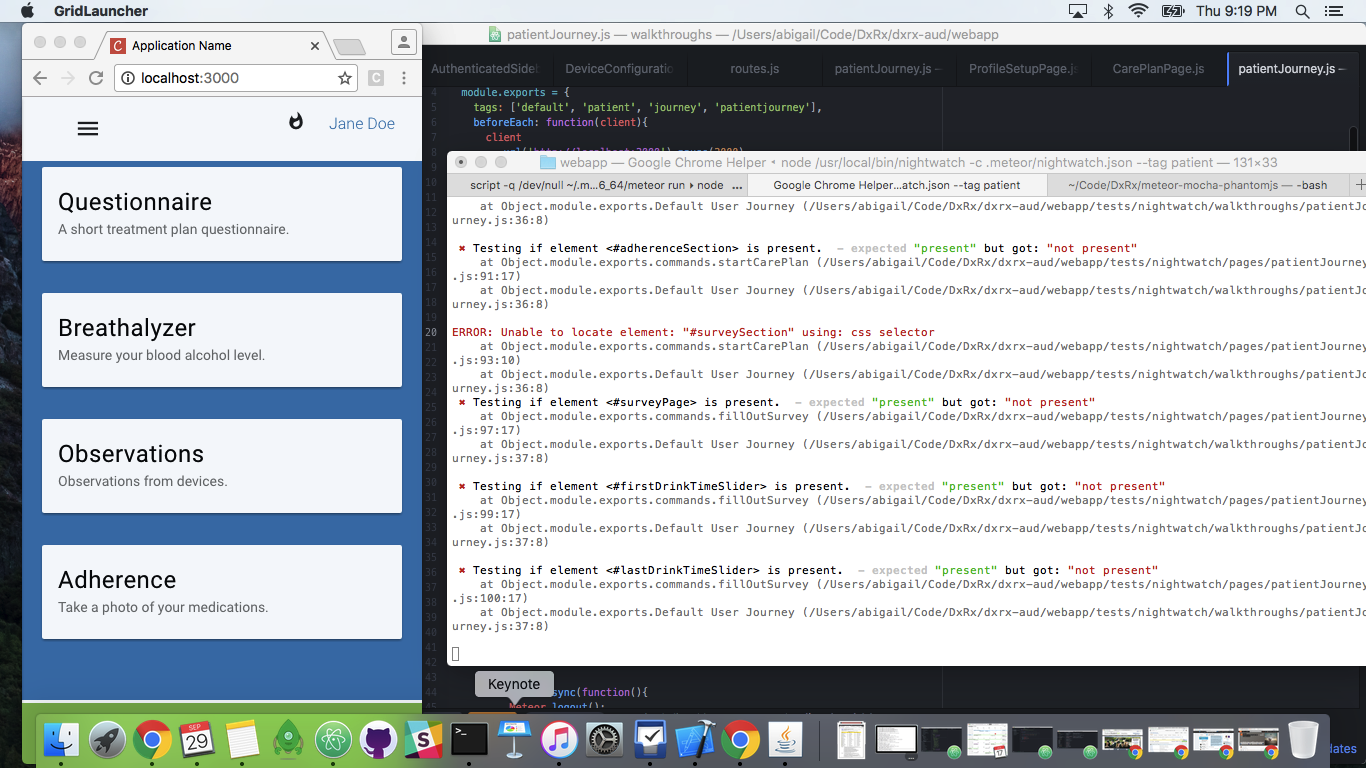 GridLauncher
Thu 9:19 PM
Application Name
localhost:3000
Jane Doe
Questionnaire
A short treatment plan questionnaire.
Breathalyzer
Measure your blood alcohol level.
Observations
Observations from devices.
Adherence
Take a photo of your medications.
patientJourney.js — walkthroughs — /Users/abigail/Code/DxRx/dxrx-aud/webapp
AuthenticatedSide DeviceConfiguratio routes.js patientJourney.js — ProfileSetupPage.js CarePlanPage.js patientJourney.js —
4 module.exports = {
5 tags: ['default', 'patient', 'journey', 'patientjourney'],
6 beforeEach: function(client){
7 client
webapp — Google Chrome Helper • node /usr/local/bin/nightwatch -c .meteor/nightwatch.json --tag patient — 131×33
script -q /dev/null ~/.m...6_64/meteor run ▸ node ... Google Chrome Helper...atch.json --tag patient ~/Code/DxRx/meteor-mocha-phantomjs — -bash
at Object.module.exports.Default User Journey (/Users/abigail/Code/DxRx/dxrx-aud/webapp/tests/nightwatch/walkthroughs/patientJo
urney.js:36:8)
✖ Testing if element <#adherenceSection> is present.  – expected "present" but got: "not present"
at Object.module.exports.commands.startCarePlan (/Users/abigail/Code/DxRx/dxrx-aud/webapp/tests/nightwatch/pages/patientJourney
.js:91:17)
at Object.module.exports.Default User Journey (/Users/abigail/Code/DxRx/dxrx-aud/webapp/tests/nightwatch/walkthroughs/patientJo
urney.js:36:8)
ERROR: Unable to locate element: "#surveySection" using: css selector
at Object.module.exports.commands.startCarePlan (/Users/abigail/Code/DxRx/dxrx-aud/webapp/tests/nightwatch/pages/patientJourney
.js:93:10)
at Object.module.exports.Default User Journey (/Users/abigail/Code/DxRx/dxrx-aud/webapp/tests/nightwatch/walkthroughs/patientJo
urney.js:36:8)
✖ Testing if element <#surveyPage> is present.  – expected "present" but got: "not present"
at Object.module.exports.commands.fillOutSurvey (/Users/abigail/Code/DxRx/dxrx-aud/webapp/tests/nightwatch/pages/patientJourney
.js:97:17)
at Object.module.exports.Default User Journey (/Users/abigail/Code/DxRx/dxrx-aud/webapp/tests/nightwatch/walkthroughs/patientJo
urney.js:37:8)
✖ Testing if element <#firstDrinkTimeSlider> is present.  – expected "present" but got: "not present"
at Object.module.exports.commands.fillOutSurvey (/Users/abigail/Code/DxRx/dxrx-aud/webapp/tests/nightwatch/pages/patientJourney
.js:99:17)
at Object.module.exports.Default User Journey (/Users/abigail/Code/DxRx/dxrx-aud/webapp/tests/nightwatch/walkthroughs/patientJo
urney.js:37:8)
✖ Testing if element <#lastDrinkTimeSlider> is present.  – expected "present" but got: "not present"
at Object.module.exports.commands.fillOutSurvey (/Users/abigail/Code/DxRx/dxrx-aud/webapp/tests/nightwatch/pages/patientJourney
.js:100:17)
at Object.module.exports.Default User Journey (/Users/abigail/Code/DxRx/dxrx-aud/webapp/tests/nightwatch/walkthroughs/patientJo
urney.js:37:8)
Keynote
sync(function(){
Meteor.logout();
SEP
29
17
dates